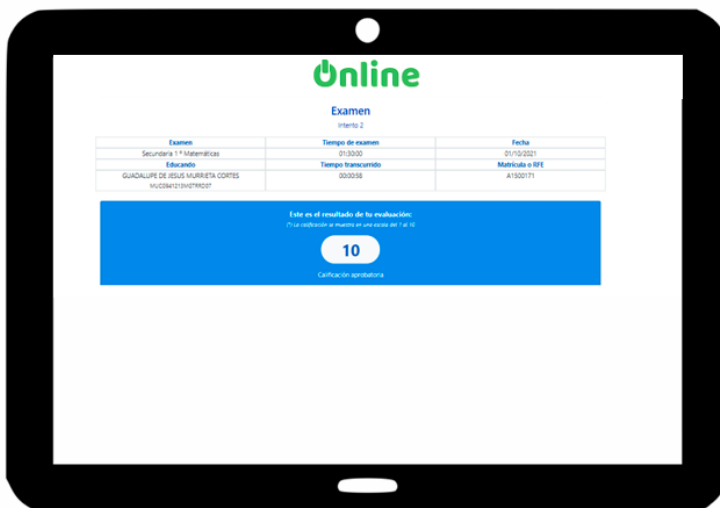 Online
Examen
Intento 2
Examen Tiempo de examen Fecha
Secundaria 1 º Matemáticas 01:30:00 01/10/2021
Educando Tiempo transcurrido Matrícula o RFE
GUADALUPE DE JESUS MURRIETA CORTES 00:00:58 A1500171
Este es el resultado de tu evaluación:
(*) La calificación se muestra en una escala del 1 al 10
10
Calificación aprobatoria